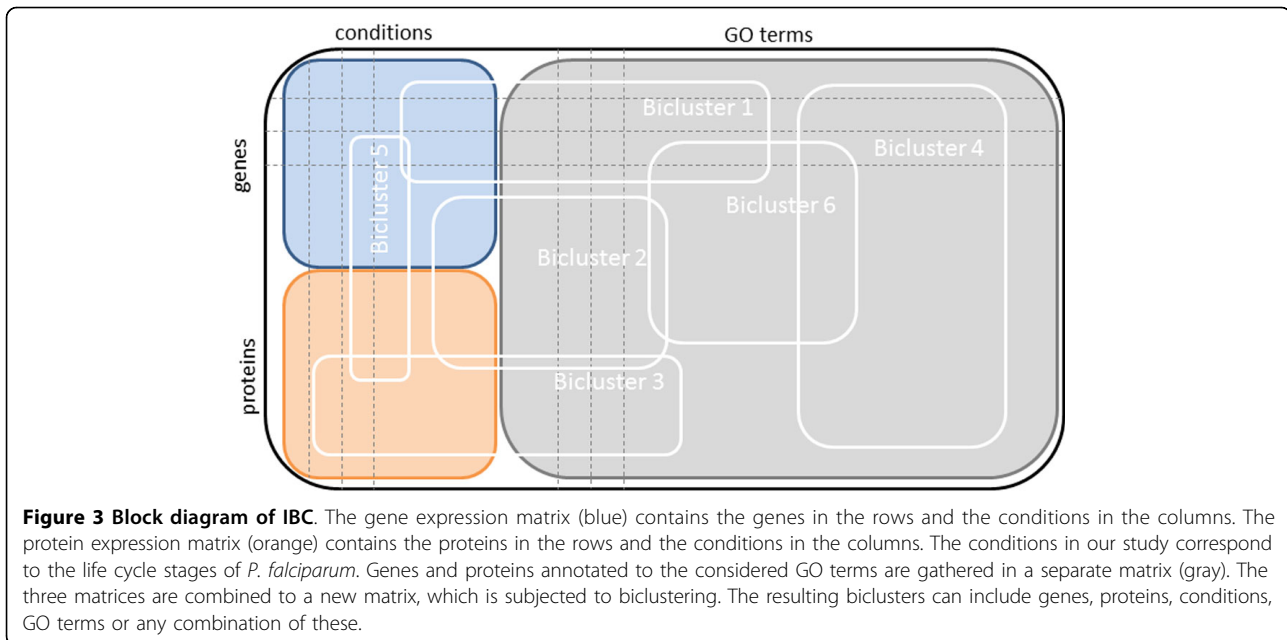 conditions
GO terms
genes
proteins
Bicluster 1
Bicluster 4
Bicluster 5
Bicluster 6
Bicluster 2
Bicluster 3
Figure 3 Block diagram of IBC. The gene expression matrix (blue) contains the genes in the rows and the conditions in the columns. The
protein expression matrix (orange) contains the proteins in the rows and the conditions in the columns. The conditions in our study correspond
to the life cycle stages of P. falciparum. Genes and proteins annotated to the considered GO terms are gathered in a separate matrix (gray). The
three matrices are combined to a new matrix, which is subjected to biclustering. The resulting biclusters can include genes, proteins, conditions,
GO terms or any combination of these.